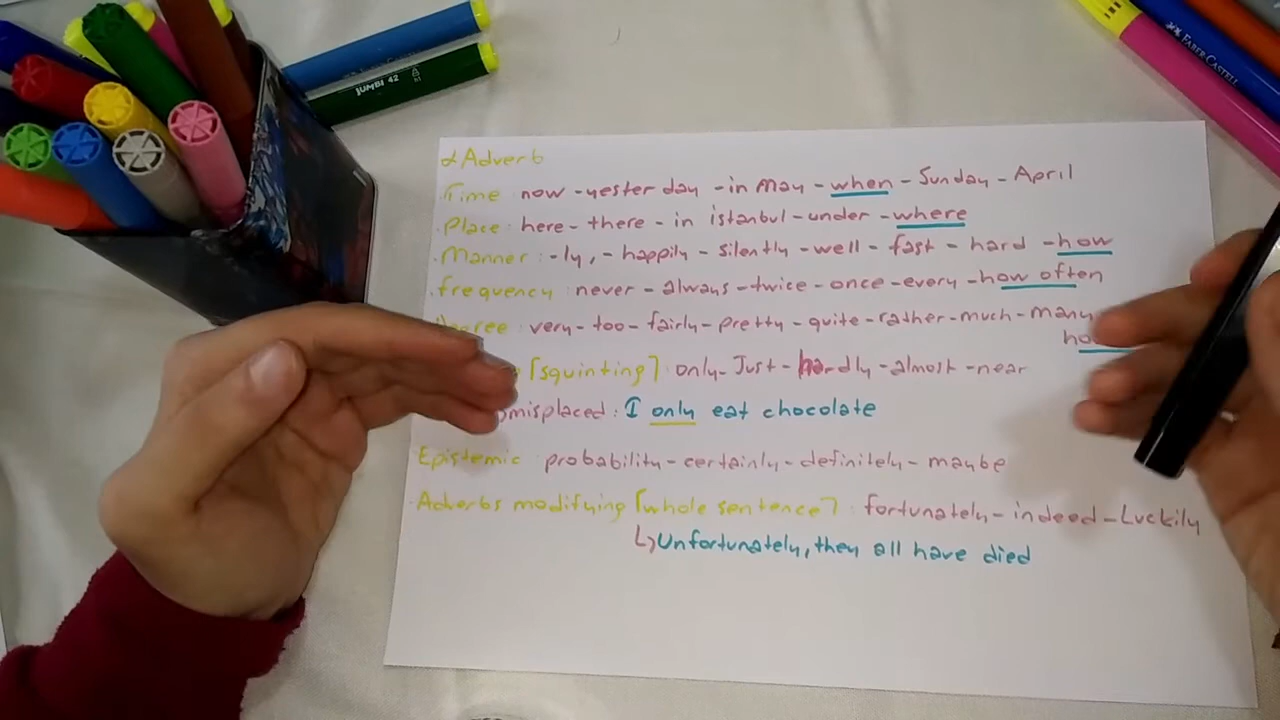 JUMBI 42
FABER CASTELL
Adverb
Time: now - yesterday - in May - when - Sunday - April
Place: here - there - in istanbul - under - where
Manner: -ly, - happily - silently - well - fast - hard - how
frequency: never - always - twice - once - every - how often
very - too - fairly - pretty - quite - rather - much - many
[squinting]: only - Just - hardly - almost - near
misplaced: I only eat chocolate
Epistemic probability - certainly - definitely - maybe
Adverbs modifying [whole sentence]: fortunately - indeed - Luckily
Unfortunately, they all have died